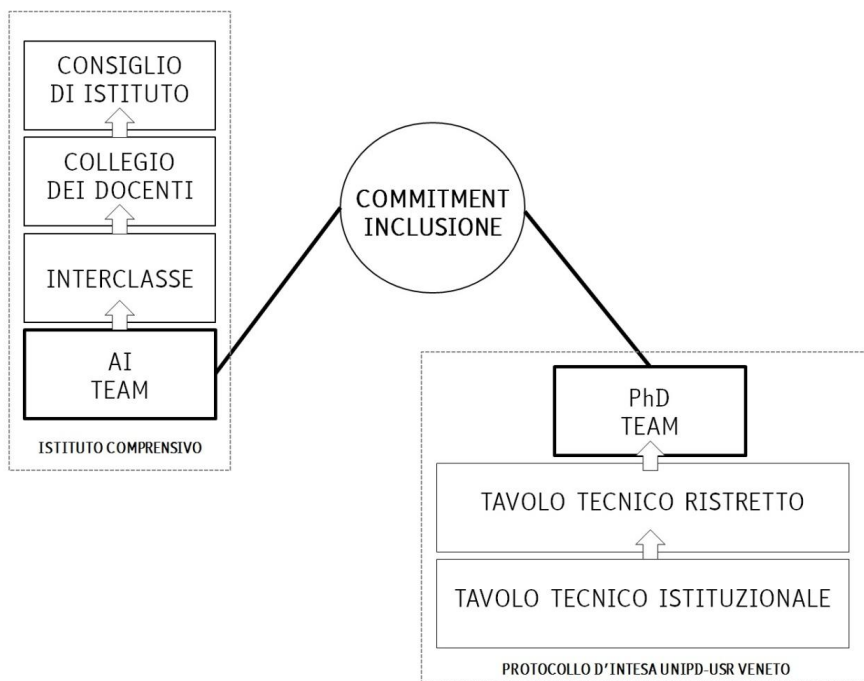 CONSIGLIO
DI ISTITUTO
COLLEGIO
DEI DOCENTI
INTERCLASSE
AI
TEAM
ISTITUTO COMPRENSIVO
COMMITMENT
INCLUSIONE
PhD
TEAM
TAVOLO TECNICO RISTRETTO
TAVOLO TECNICO ISTITUZIONALE
PROTOCOLLO D'INTESA UNIPD-USR VENETO